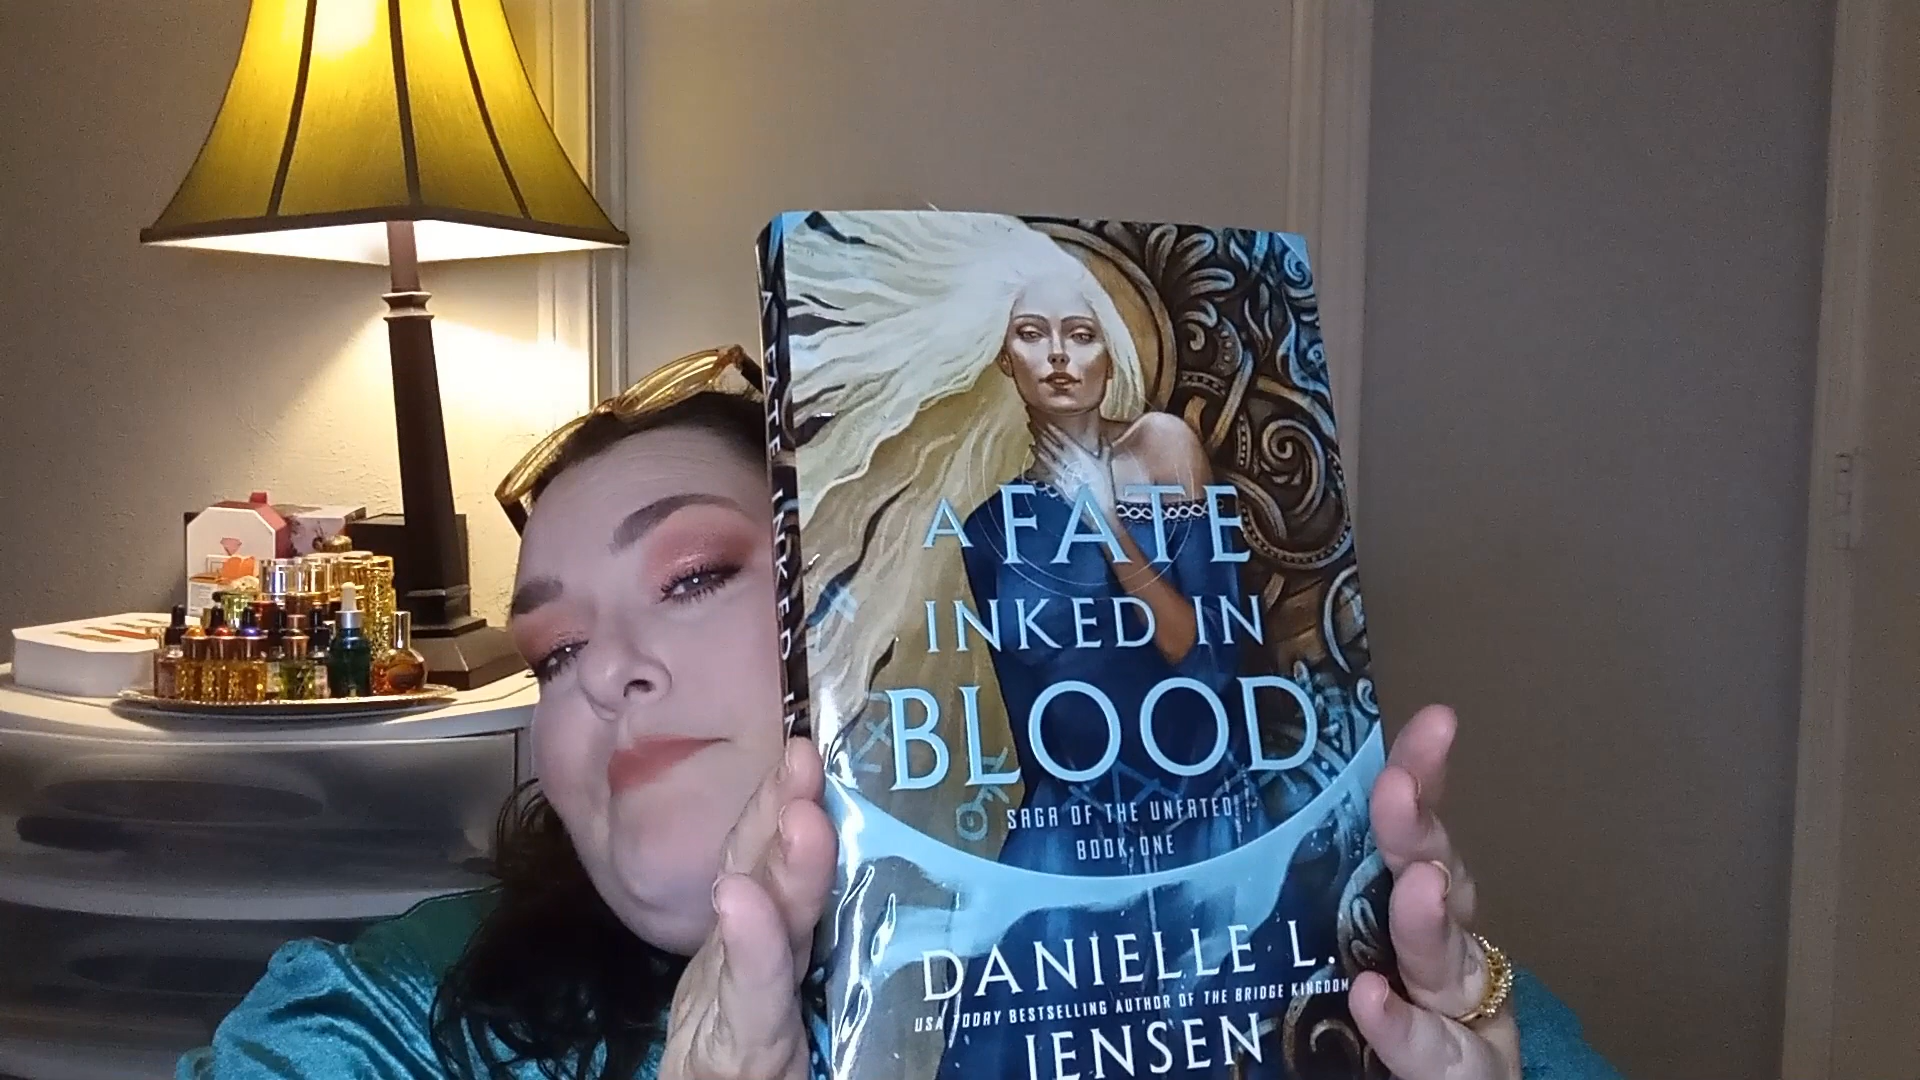 A FATE INKED IN
A FATE
INKED IN
BLOOD
SAGA OF THE UNFATED
BOOK ONE
DANIELLE L.
USA TODAY BESTSELLING AUTHOR OF THE BRIDGE KINGDOM
JENSEN